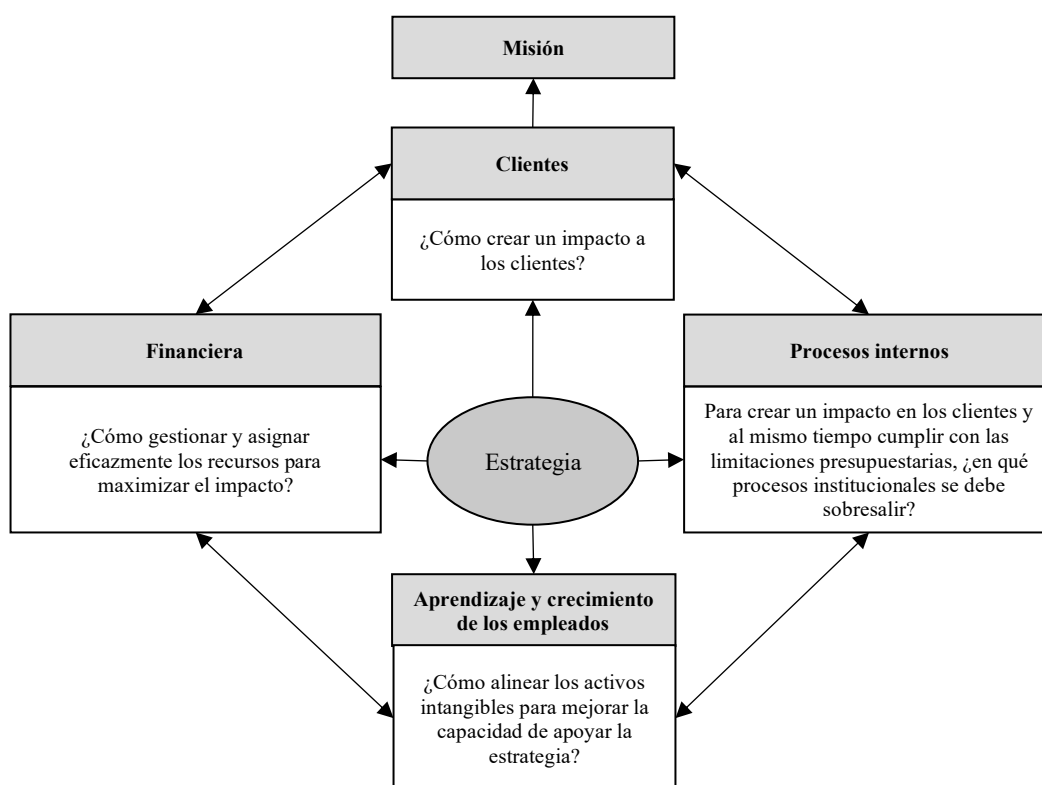 Misión
Clientes
¿Cómo crear un impacto a
los clientes?
Financiera
¿Cómo gestionar y asignar
eficazmente los recursos para
maximizar el impacto?
Estrategia
Procesos internos
Para crear un impacto en los clientes y
al mismo tiempo cumplir con las
limitaciones presupuestarias, ¿en qué
procesos institucionales se debe
sobresalir?
Aprendizaje y crecimiento
de los empleados
¿Cómo alinear los activos
intangibles para mejorar la
capacidad de apoyar la
estrategia?